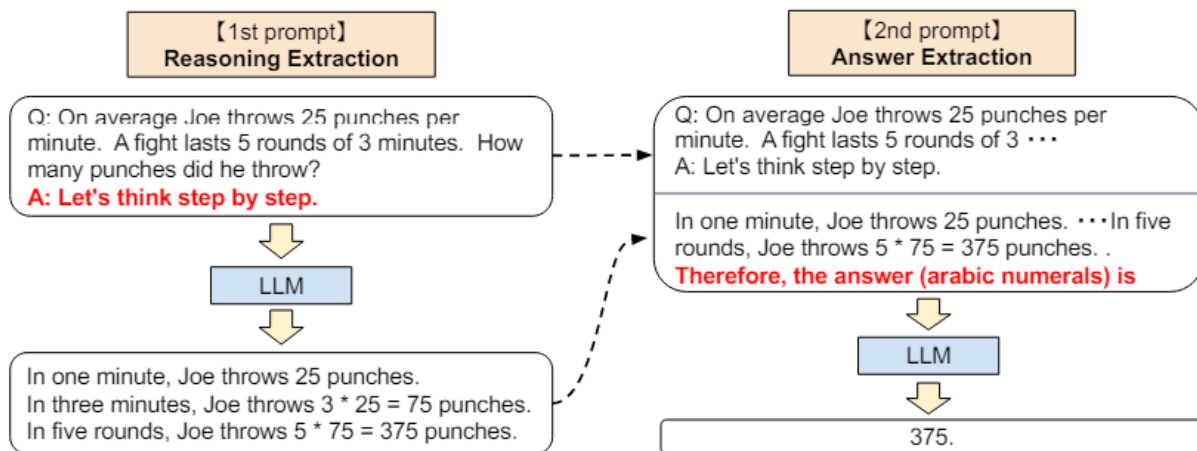 【1st prompt】
Reasoning Extraction
Q: On average Joe throws 25 punches per
minute. A fight lasts 5 rounds of 3 minutes. How
many punches did he throw?
A: Let's think step by step.
LLM
In one minute, Joe throws 25 punches.
In three minutes, Joe throws 3 * 25 = 75 punches.
In five rounds, Joe throws 5 * 75 = 375 punches.
【2nd prompt】
Answer Extraction
Q: On average Joe throws 25 punches per
minute. A fight lasts 5 rounds of 3 ･･･
A: Let's think step by step.
In one minute, Joe throws 25 punches. ･･･In five
rounds, Joe throws 5 * 75 = 375 punches. .
Therefore, the answer (arabic numerals) is
LLM
375.